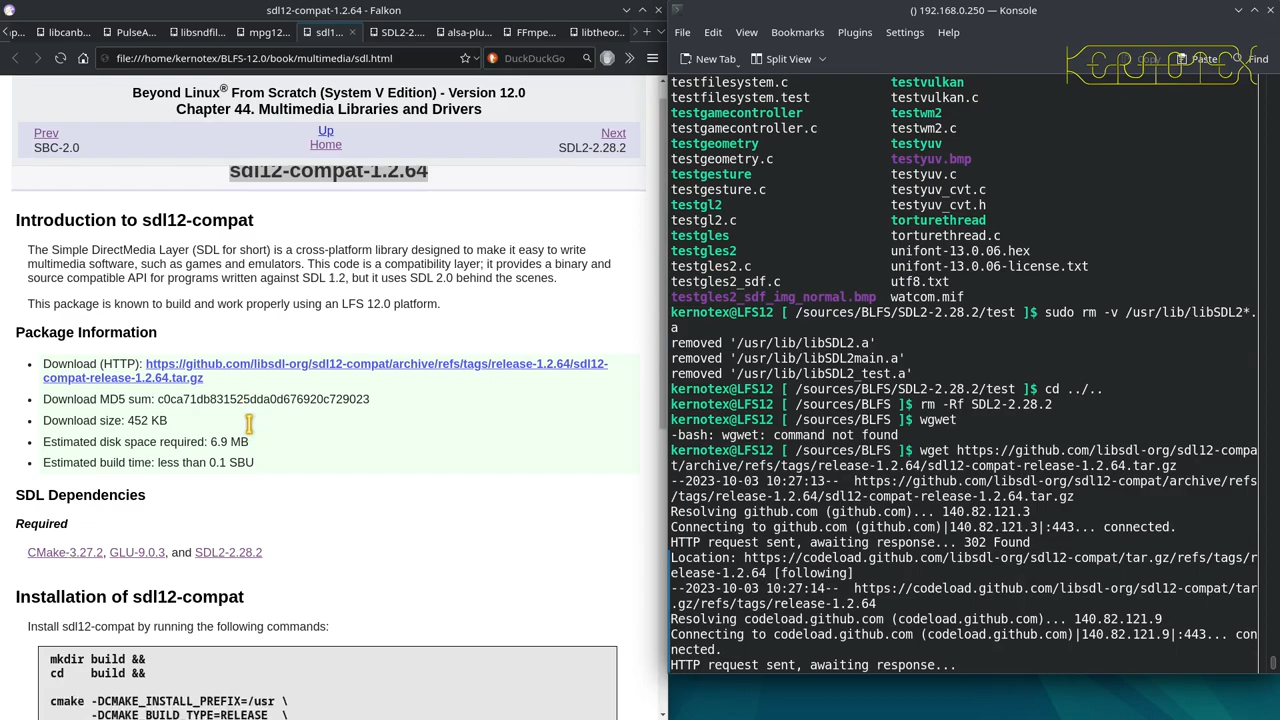 sdl12-compat-1.2.64 - Falkon
libcanb...
PulseA...
libsndfil...
mpg12...
sdl1...
SDL2-2....
alsa-plu...
FFmpe...
libtheor...
file:///home/kernotex/BLFS-12.0/book/multimedia/sdl.html
DuckDuckGo
Beyond Linux® From Scratch (System V Edition) - Version 12.0
Chapter 44. Multimedia Libraries and Drivers
Prev
Up
Next
SBC-2.0
Home
SDL2-2.28.2
sdl12-compat-1.2.64
Introduction to sdl12-compat
The Simple DirectMedia Layer (SDL for short) is a cross-platform library designed to make it easy to write
multimedia software, such as games and emulators. This code is a compatibility layer; it provides a binary and
source compatible API for programs written against SDL 1.2, but it uses SDL 2.0 behind the scenes.
This package is known to build and work properly using an LFS 12.0 platform.
Package Information
• Download (HTTP): https://github.com/libsdl-org/sdl12-compat/archive/refs/tags/release-1.2.64/sdl12-
compat-release-1.2.64.tar.gz
• Download MD5 sum: c0ca71db831525dda0d676920c729023
• Download size: 452 KB
• Estimated disk space required: 6.9 MB
• Estimated build time: less than 0.1 SBU
SDL Dependencies
Required
CMake-3.27.2, GLU-9.0.3, and SDL2-2.28.2
Installation of sdl12-compat
Install sdl12-compat by running the following commands:
mkdir build &&
cd    build &&
cmake -DCMAKE_INSTALL_PREFIX=/usr \
-DCMAKE_BUILD_TYPE=RELEASE  \
() 192.168.0.250 — Konsole
File Edit View Bookmarks Plugins Settings Help
New Tab Split View Copy Paste Find
KERNOTEX
testfilesystem.c testvulkan
testfilesystem.test testvulkan.c
testgamecontroller testwm2
testgamecontroller.c testwm2.c
testgeometry testyuv
testgeometry.c testyuv.bmp
testgesture testyuv.c
testgesture.c testyuv_cvt.c
testgl2 testyuv_cvt.h
testgl2.c torturethread
testgles torturethread.c
testgles2 unifont-13.0.06.hex
testgles2.c unifont-13.0.06-license.txt
testgles2_sdf.c utf8.txt
testgles2_sdf_img_normal.bmp watcom.mif
kernotex@LFS12 [ /sources/BLFS/SDL2-2.28.2/test ]$ sudo rm -v /usr/lib/libSDL2*.
a
removed '/usr/lib/libSDL2.a'
removed '/usr/lib/libSDL2main.a'
removed '/usr/lib/libSDL2_test.a'
kernotex@LFS12 [ /sources/BLFS/SDL2-2.28.2/test ]$ cd ../..
kernotex@LFS12 [ /sources/BLFS ]$ rm -Rf SDL2-2.28.2
kernotex@LFS12 [ /sources/BLFS ]$ wgwet
-bash: wgwet: command not found
kernotex@LFS12 [ /sources/BLFS ]$ wget https://github.com/libsdl-org/sdl12-compa
t/archive/refs/tags/release-1.2.64/sdl12-compat-release-1.2.64.tar.gz
--2023-10-03 10:27:13--  https://github.com/libsdl-org/sdl12-compat/archive/refs
/tags/release-1.2.64/sdl12-compat-release-1.2.64.tar.gz
Resolving github.com (github.com)... 140.82.121.3
Connecting to github.com (github.com)|140.82.121.3|:443... connected.
HTTP request sent, awaiting response... 302 Found
Location: https://codeload.github.com/libsdl-org/sdl12-compat/tar.gz/refs/tags/r
elease-1.2.64 [following]
--2023-10-03 10:27:14--  https://codeload.github.com/libsdl-org/sdl12-compat/tar
.gz/refs/tags/release-1.2.64
Resolving codeload.github.com (codeload.github.com)... 140.82.121.9
Connecting to codeload.github.com (codeload.github.com)|140.82.121.9|:443... con
nected.
HTTP request sent, awaiting response...